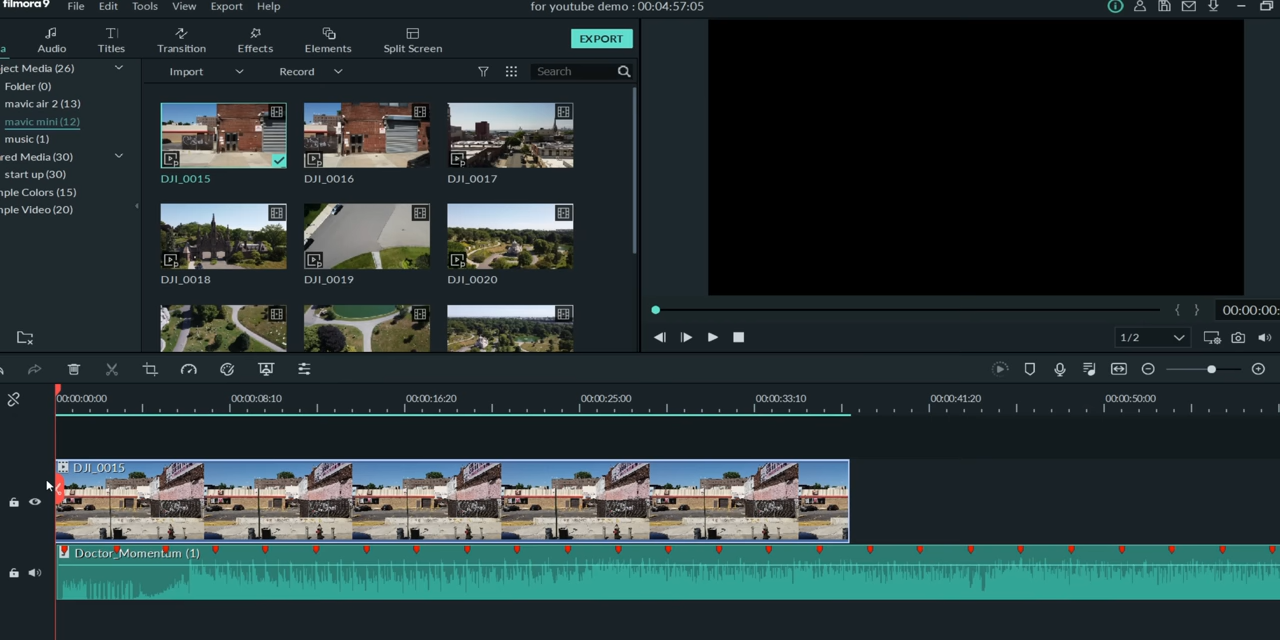 filmora9
File Edit Tools View Export Help
for youtube demo : 00:04:57:05
Audio Titles Transition Effects Elements Split Screen
EXPORT
ject Media (26)
Folder (0)
mavic air 2 (13)
mavic mini (12)
music (1)
red Media (30)
start up (30)
nple Colors (15)
nple Video (20)
Import Record Search
DJI_0015 DJI_0016 DJI_0017
DJI_0018 DJI_0019 DJI_0020
00:00:00:
1/2
00:00:00:00 00:00:08:10 00:00:16:20 00:00:25:00 00:00:33:10 00:00:41:20 00:00:50:00
DJI_0015
Doctor_Momentum (1)